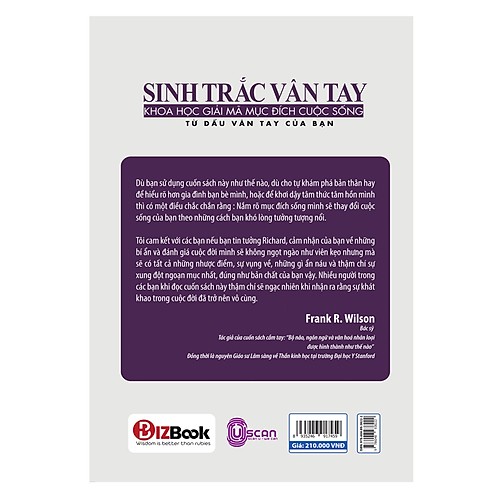 SINH TRẮC VÂN TAY
KHOA HỌC GIẢI MÃ MỤC ĐÍCH CUỘC SỐNG
TỪ DẤU VÂN TAY CỦA BẠN
Dù bạn sử dụng cuốn sách này như thế nào, dù cho tự khám phá bản thân hay
để hiểu rõ hơn gia đình bạn bè mình, hoặc để khơi dậy tâm thức tâm hồn mình
thì có một điều chắc chắn rằng : Nắm rõ mục đích sống mình sẽ thay đổi cuộc
sống của bạn theo những cách bạn khó lòng tưởng tượng nổi.
Tôi cam kết với các bạn nếu bạn tin tưởng Richard, cảm nhận của bạn về những
bí ẩn và đánh giá cuộc đời mình sẽ không ngọt ngào như viên kẹo nhưng mà
sẽ có tất cả những nhược điểm, sự vụng về, những gì ẩn náu và thậm chí sự
xung đột ngoạn mục nhất, đúng như bản chất của bạn vậy. Nhiều người trong
các bạn khi đọc cuốn sách này thậm chí sẽ ngạc nhiên khi nhận ra rằng sự khát
khao trong cuộc đời đã trở nên vô cùng.
Frank R. Wilson
Bác sỹ
Tác giả của cuốn sách cẩm tay: "Bộ não, ngôn ngữ và văn hoá nhân loại
được hình thành như thế nào"
Đồng thời là nguyên Giáo sư Lâm sàng về Thần kinh học tại trường Đại học Y Stanford
BIZBook
Wisdom is better than rubies
Uscan
8 935246 917459
Giá: 210.000 VNĐ